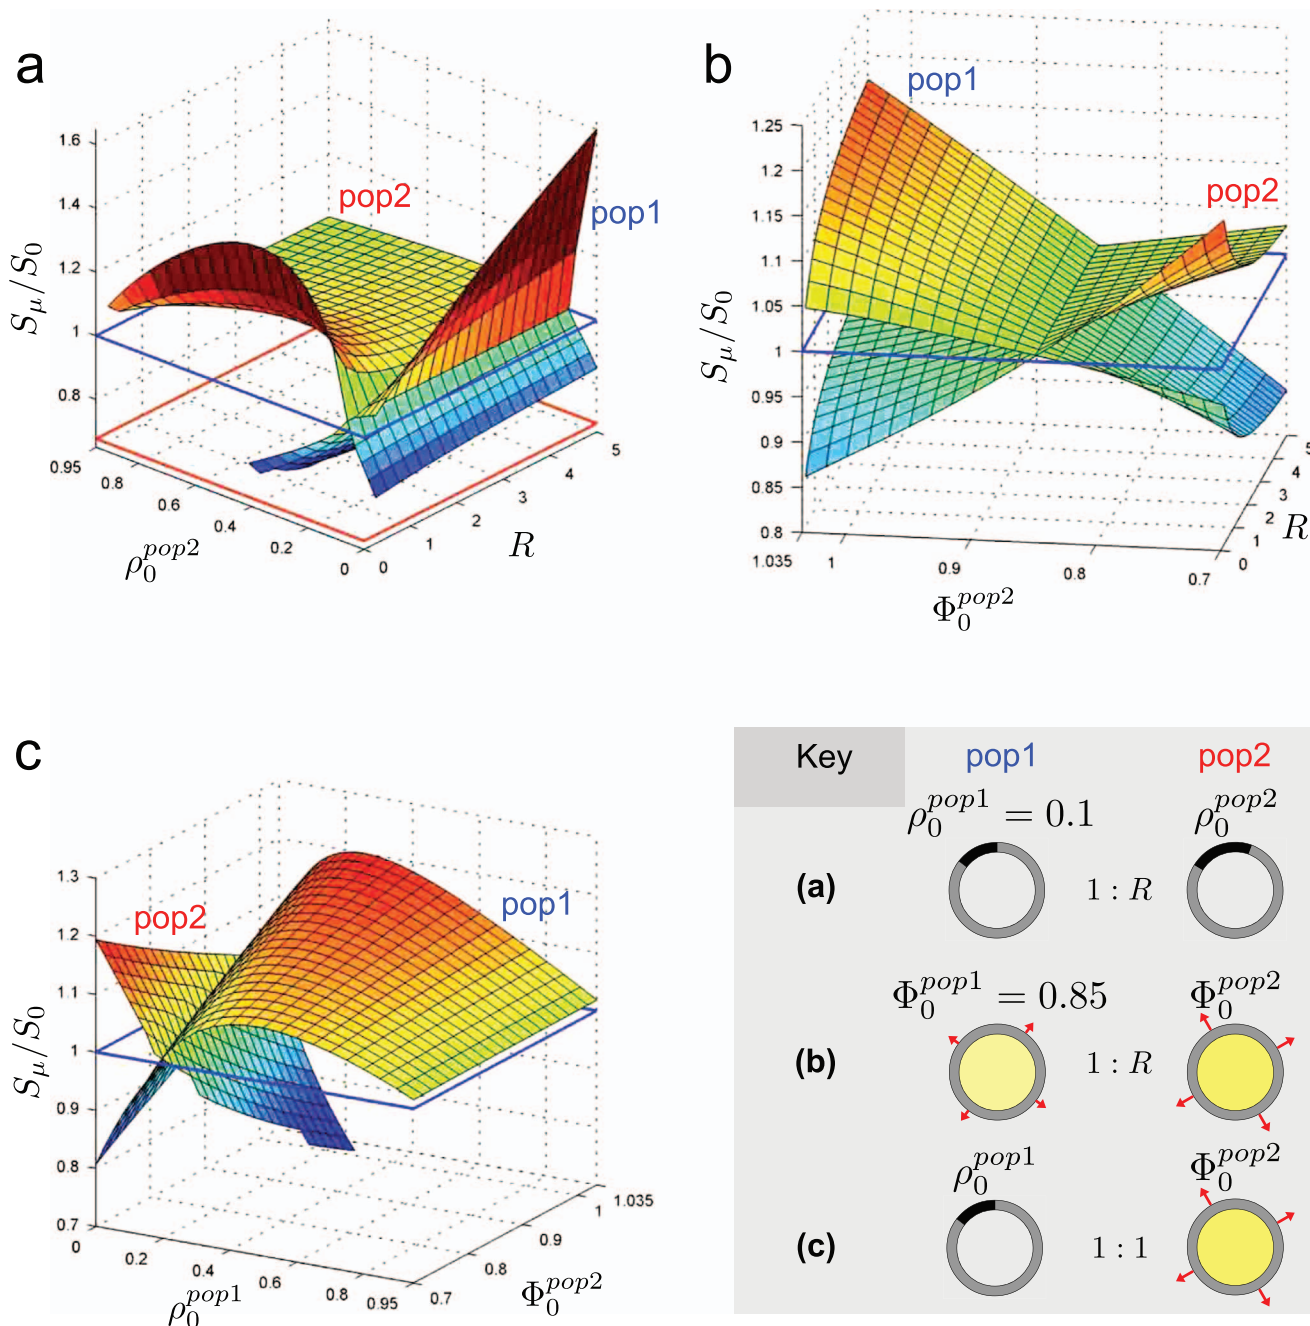 a
pop2
pop1
1.6
1.4
1.2
1
0.8
S_μ/S_0
0.95
0.8
0.6
0.4
0.2
0
ρ_0^{pop2}
0
1
2
3
4
5
R
b
pop1
pop2
1.25
1.2
1.15
1.1
1.05
1
0.95
0.9
0.85
0.8
S_μ/S_0
1.035
1
0.9
0.8
0.7
Φ_0^{pop2}
0
1
2
3
4
5
R
c
pop2
pop1
1.3
1.2
1.1
1
0.9
0.8
0.7
S_μ/S_0
0
0.2
0.4
0.6
0.8
0.95
ρ_0^{pop1}
0.7
0.8
0.9
1
1.035
Φ_0^{pop2}
Key pop1 pop2
ρ_0^{pop1} = 0.1 ρ_0^{pop2}
(a) 1 : R
Φ_0^{pop1} = 0.85 Φ_0^{pop2}
(b) 1 : R
ρ_0^{pop1} Φ_0^{pop2}
(c) 1 : 1